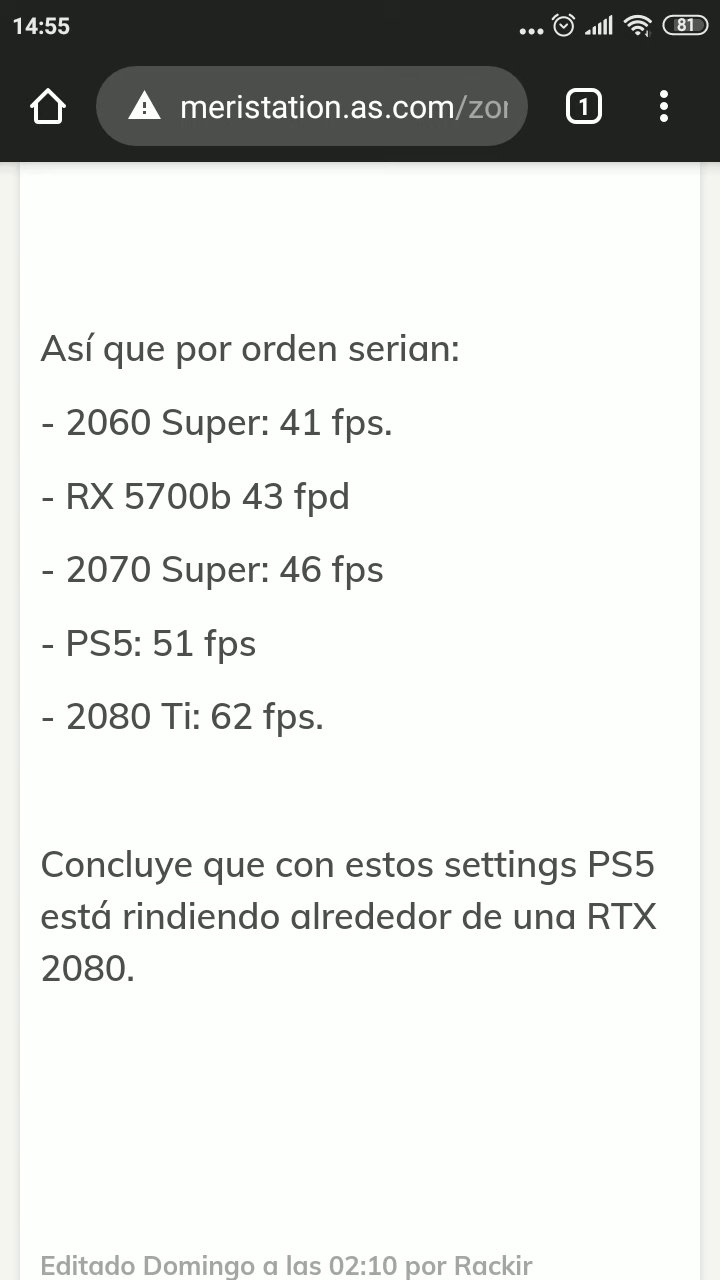 14:55
81
meristation.as.com/zor
1
Así que por orden serian:
- 2060 Super: 41 fps.
- RX 5700b 43 fpd
- 2070 Super: 46 fps
- PS5: 51 fps
- 2080 Ti: 62 fps.
Concluye que con estos settings PS5
está rindiendo alrededor de una RTX
2080.
Editado Domingo a las 02:10 por Rackir